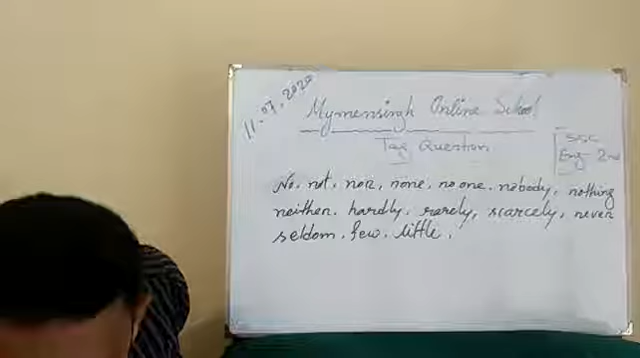 11.07.2020
Mymensingh Online School
Tag Question
SSC
Eng 2nd
No, not, nor, none, no one, nobody, nothing
neither, hardly, rarely, scarcely, never
seldom, few, little.